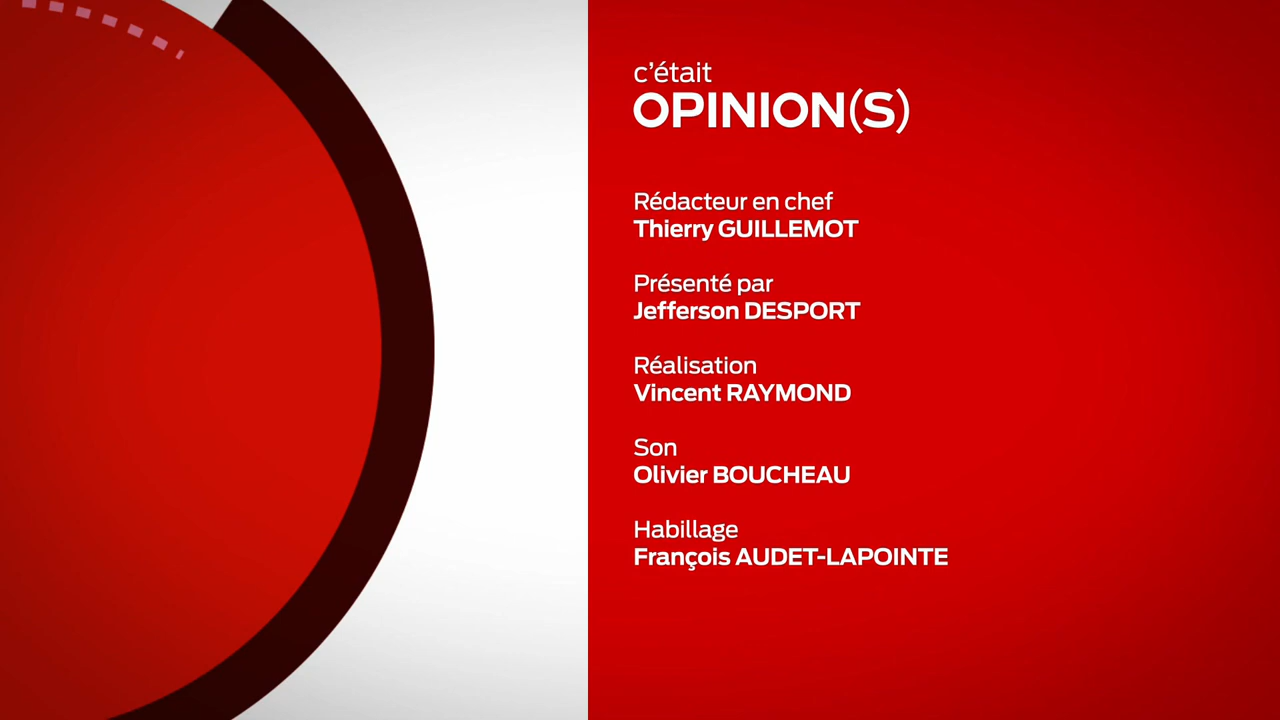 c’était
OPINION(S)
Rédacteur en chef
Thierry GUILLEMOT
Présenté par
Jefferson DESPORT
Réalisation
Vincent RAYMOND
Son
Olivier BOUCHEAU
Habillage
François AUDET-LAPOINTE